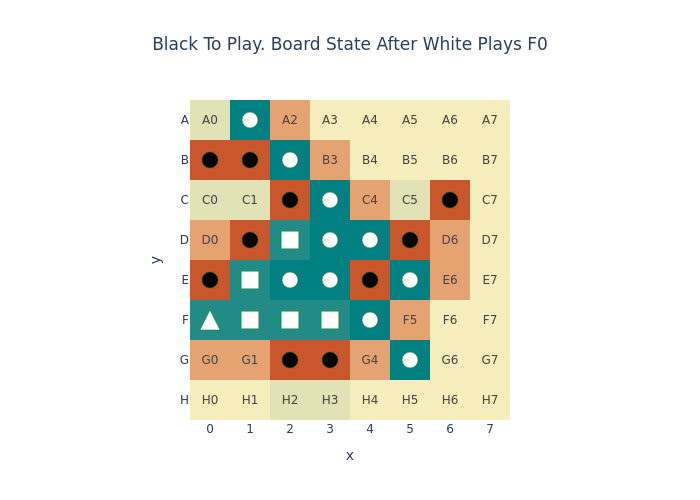 Black To Play. Board State After White Plays F0
A A0 A2 A3 A4 A5 A6 A7
B B3 B4 B5 B6 B7
C C0 C1 C4 C5 C7
D D0 D6 D7
E E6 E7
F F5 F6 F7
G G0 G1 G4 G6 G7
H H0 H1 H2 H3 H4 H5 H6 H7
0 1 2 3 4 5 6 7
x
y